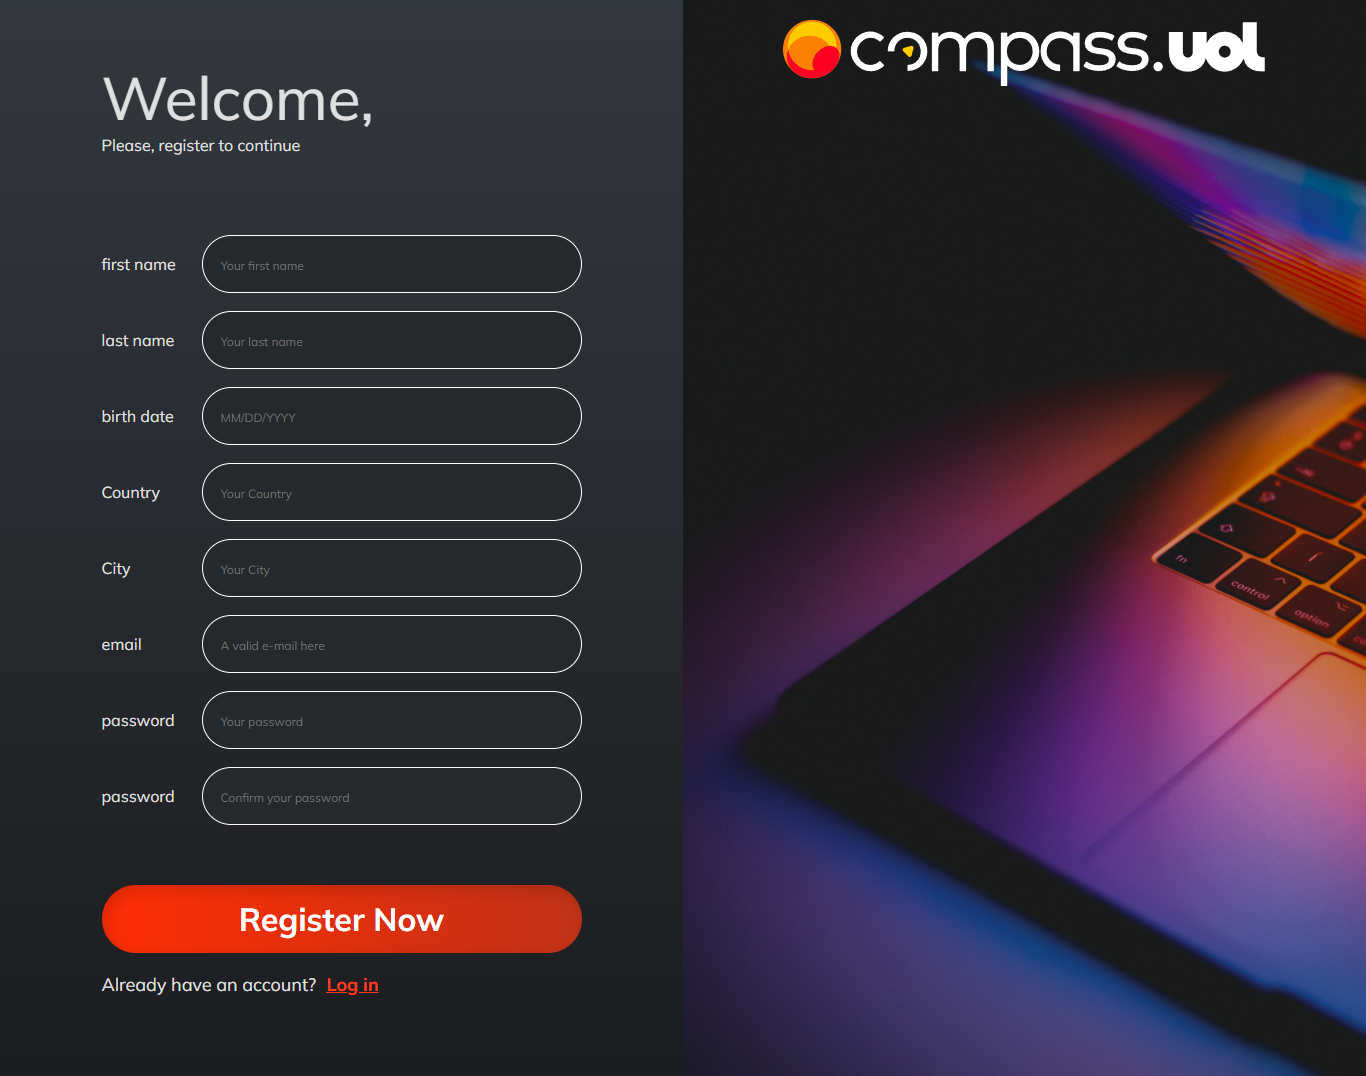 Welcome,
Please, register to continue
first name
Your first name
last name
Your last name
birth date
MM/DD/YYYY
Country
Your Country
City
Your City
email
A valid e-mail here
password
Your password
password
Confirm your password
Register Now
Already have an account? Log in
compass.uol
fn
control
option